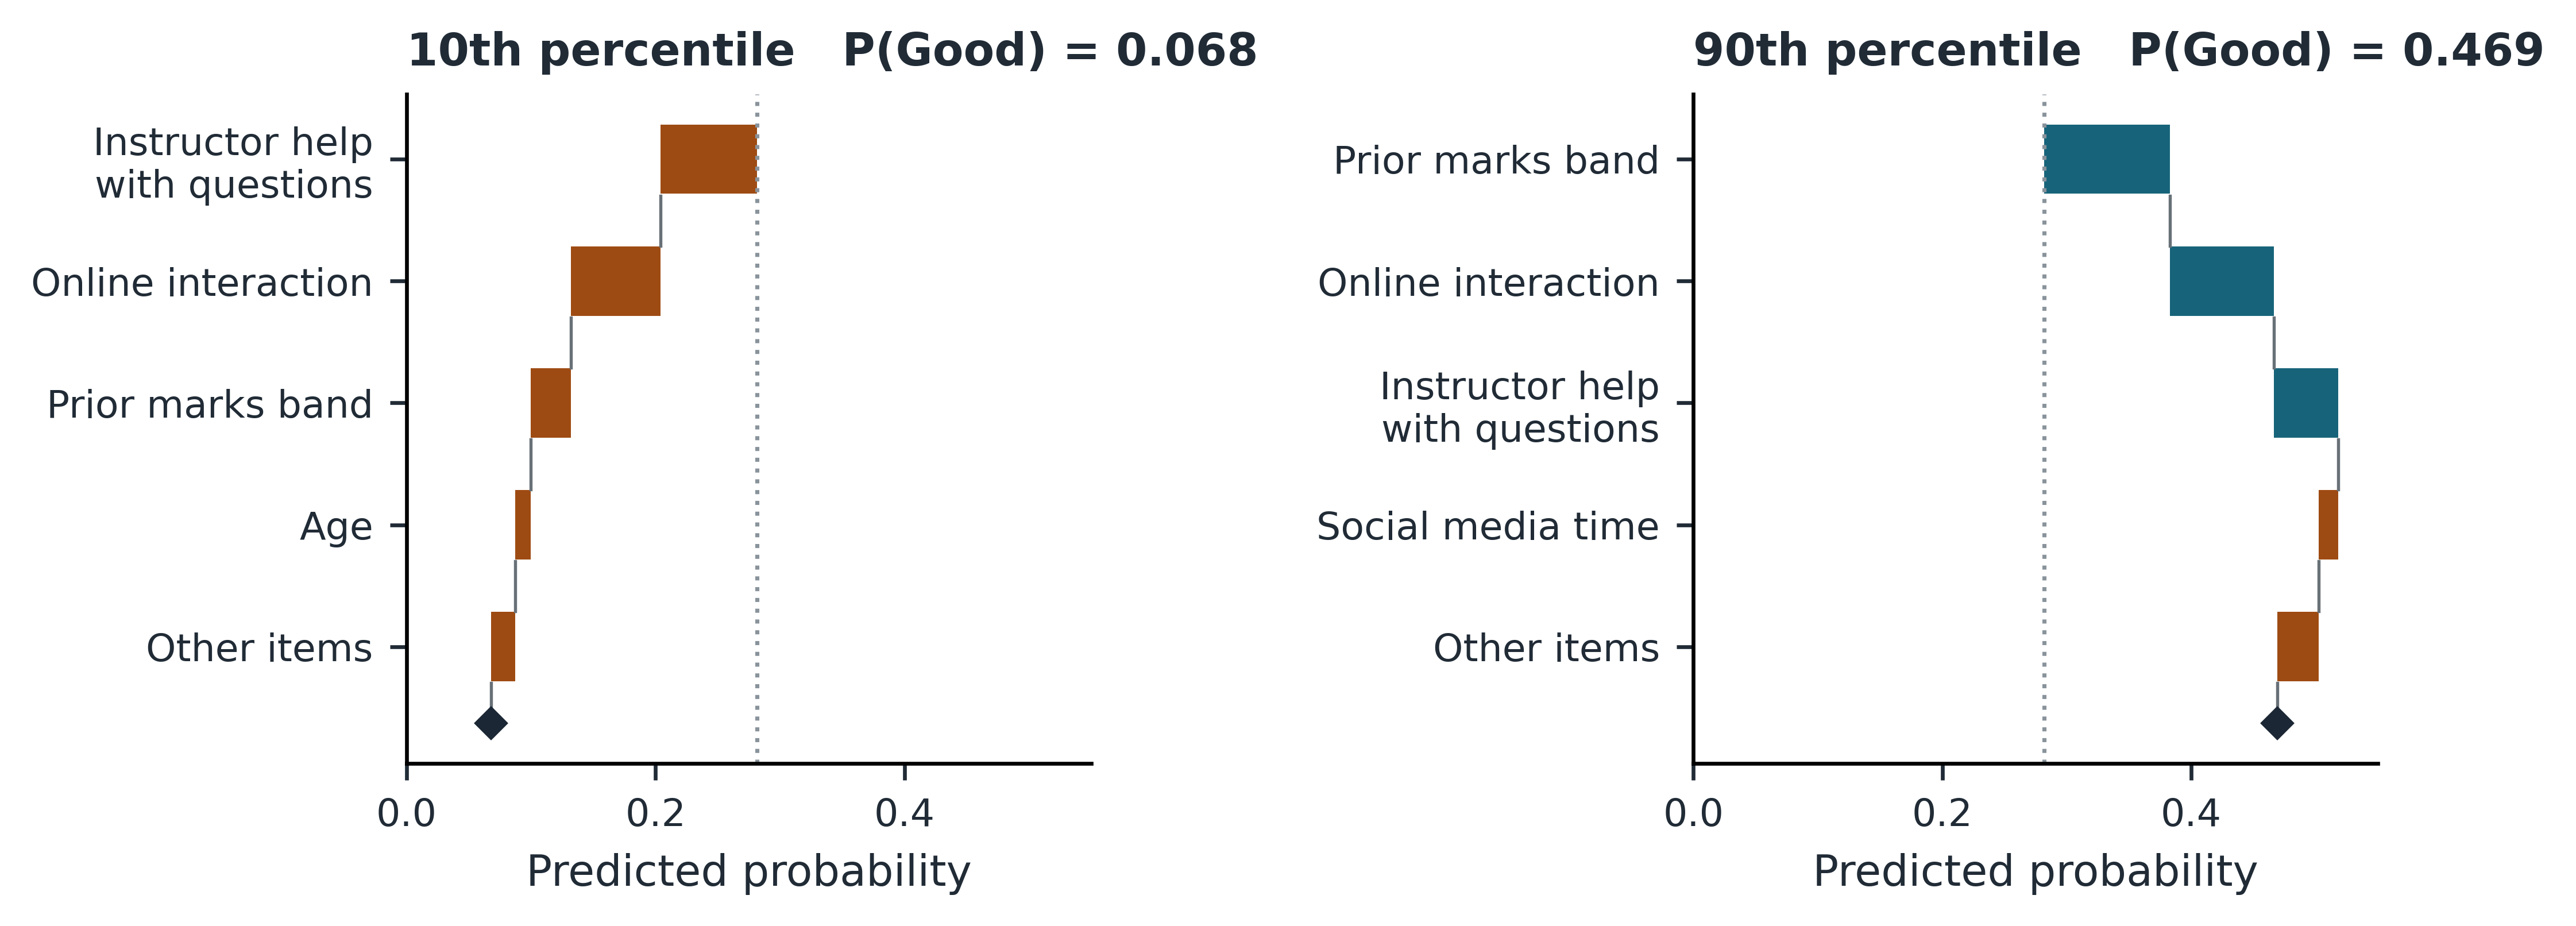 10th percentile   P(Good) = 0.068
Instructor help
with questions
Online interaction
Prior marks band
Age
Other items
0.0
0.2
0.4
Predicted probability
90th percentile   P(Good) = 0.469
Prior marks band
Online interaction
Instructor help
with questions
Social media time
Other items
0.0
0.2
0.4
Predicted probability